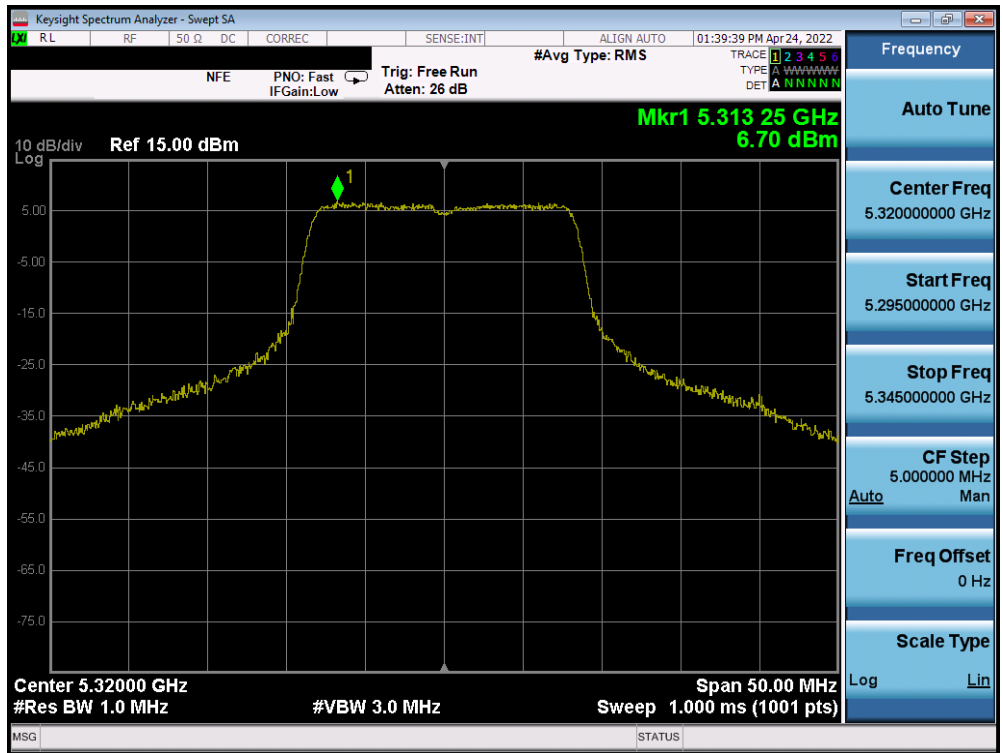 Keysight Spectrum Analyzer - Swept SA
LXI RL RF 50 Ω DC CORREC SENSE:INT ALIGN AUTO 01:39:39 PM Apr 24, 2022
#Avg Type: RMS TRACE 1 2 3 4 5 6
NFE PNO: Fast Trig: Free Run TYPE A WWWWW
IFGain:Low Atten: 26 dB DET A N N N N N
Mkr1 5.313 25 GHz
6.70 dBm
10 dB/div Ref 15.00 dBm
Log
1
5.00
-5.00
-15.0
-25.0
-35.0
-45.0
-55.0
-65.0
-75.0
Center 5.32000 GHz Span 50.00 MHz
#Res BW 1.0 MHz #VBW 3.0 MHz Sweep 1.000 ms (1001 pts)
MSG STATUS
Frequency
Auto Tune
Center Freq
5.320000000 GHz
Start Freq
5.295000000 GHz
Stop Freq
5.345000000 GHz
CF Step
5.000000 MHz
Auto Man
Freq Offset
0 Hz
Scale Type
Log Lin